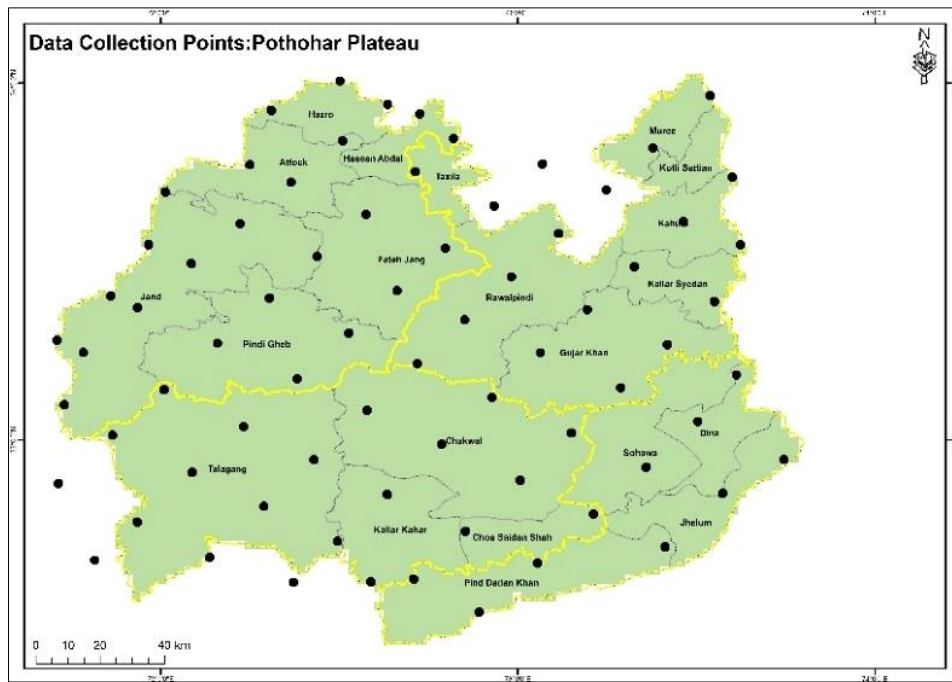 Data Collection Points:Pothohar Plateau
N
Hazro
Muree
Attock
Hassan Abdal
Kotli Sattian
Taxila
Fateh Jang
Kallar Syedan
Jand
Rawalpindi
Pindi Gheb
Gujar Khan
Chakwal
Dina
Sohawa
Talagang
Kallar Kahar
Choa Saidan Shah
Jhelum
Pind Dadan Khan
0 10 20 40 km